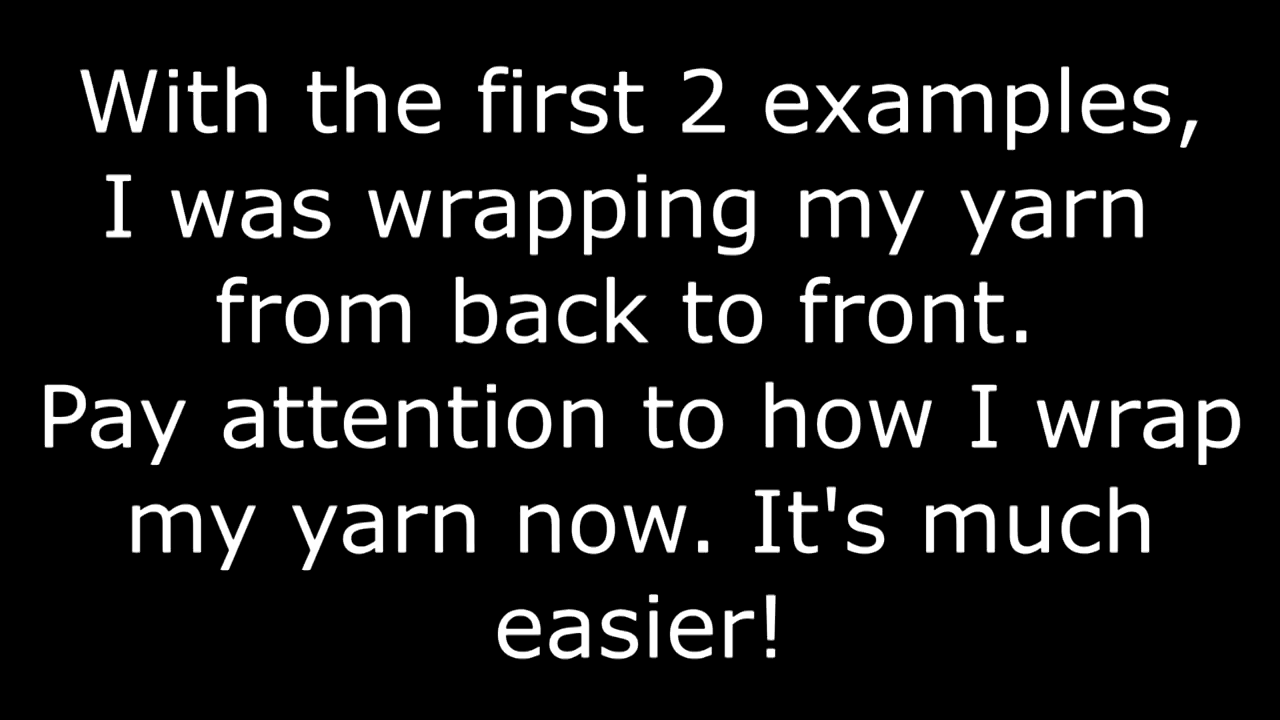 With the first 2 examples,
I was wrapping my yarn
from back to front.
Pay attention to how I wrap
my yarn now. It's much
easier!